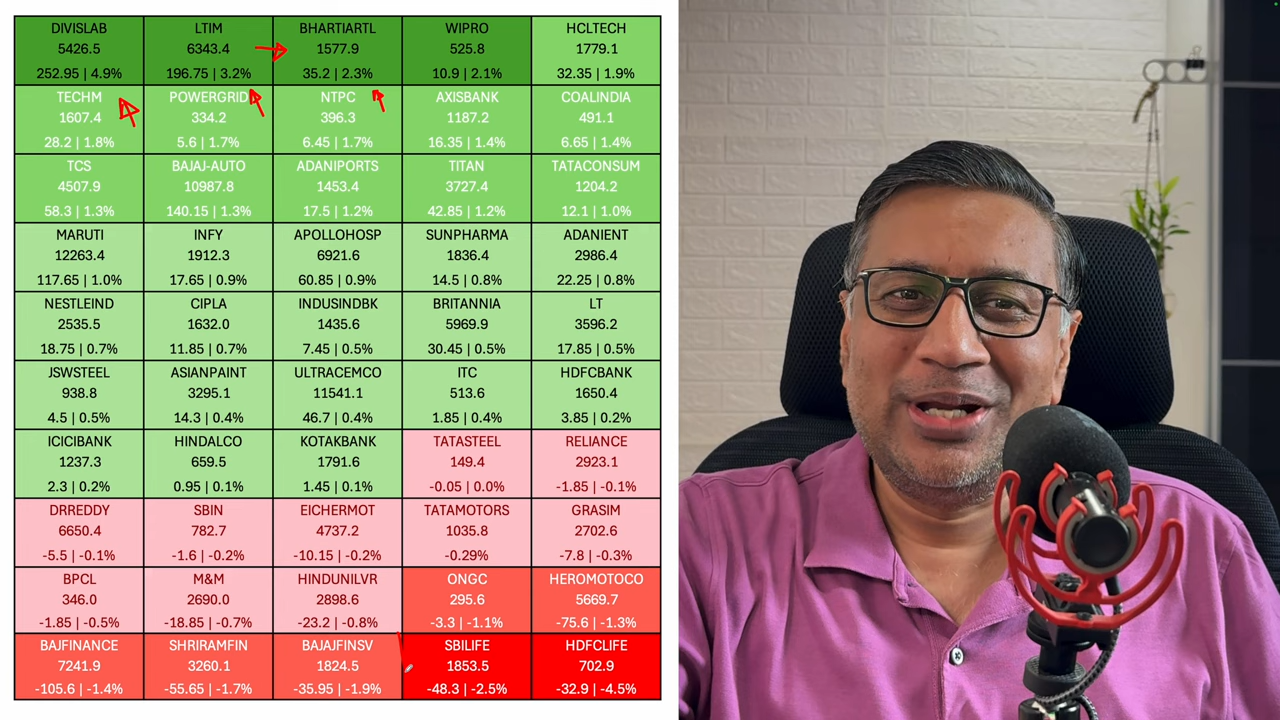 DIVISLAB LTIM BHARTIARTL WIPRO HCLTECH
5426.5 6343.4 1577.9 525.8 1779.1
252.95 | 4.9% 196.75 | 3.2% 35.2 | 2.3% 10.9 | 2.1% 32.35 | 1.9%
TECHM POWERGRID NTPC AXISBANK COALINDIA
1607.4 334.2 396.3 1187.2 491.1
28.2 | 1.8% 5.6 | 1.7% 6.45 | 1.7% 16.35 | 1.4% 6.65 | 1.4%
TCS BAJAJ-AUTO ADANIPORTS TITAN TATACONSUM
4507.9 10987.8 1453.4 3727.4 1204.2
58.3 | 1.3% 140.15 | 1.3% 17.5 | 1.2% 42.85 | 1.2% 12.1 | 1.0%
MARUTI INFY APOLLOHOSP SUNPHARMA ADANIENT
12263.4 1912.3 6921.6 1836.4 2986.4
117.65 | 1.0% 17.65 | 0.9% 60.85 | 0.9% 14.5 | 0.8% 22.25 | 0.8%
NESTLEIND CIPLA INDUSINDBK BRITANNIA LT
2535.5 1632.0 1435.6 5969.9 3596.2
18.75 | 0.7% 11.85 | 0.7% 7.45 | 0.5% 30.45 | 0.5% 17.85 | 0.5%
JSWSTEEL ASIANPAINT ULTRACEMCO ITC HDFCBANK
938.8 3295.1 11541.1 513.6 1650.4
4.5 | 0.5% 14.3 | 0.4% 46.7 | 0.4% 1.85 | 0.4% 3.85 | 0.2%
ICICIBANK HINDALCO KOTAKBANK TATASTEEL RELIANCE
1237.3 659.5 1791.6 149.4 2923.1
2.3 | 0.2% 0.95 | 0.1% 1.45 | 0.1% -0.05 | 0.0% -1.85 | -0.1%
DRREDDY SBIN EICHERMOT TATAMOTORS GRASIM
6650.4 782.7 4737.2 1035.8 2702.6
-5.5 | -0.1% -1.6 | -0.2% -10.15 | -0.2% -0.29% -7.8 | -0.3%
BPCL M&M HINDUNILVR ONGC HEROMOTOCO
346.0 2690.0 2898.6 295.6 5669.7
-1.85 | -0.5% -18.85 | -0.7% -23.2 | -0.8% -3.3 | -1.1% -75.6 | -1.3%
BAJFINANCE SHRIRAMFIN BAJAJFINSV SBILIFE HDFCLIFE
7241.9 3260.1 1824.5 1853.5 702.9
-105.6 | -1.4% -55.65 | -1.7% -35.95 | -1.9% -48.3 | -2.5% -32.9 | -4.5%